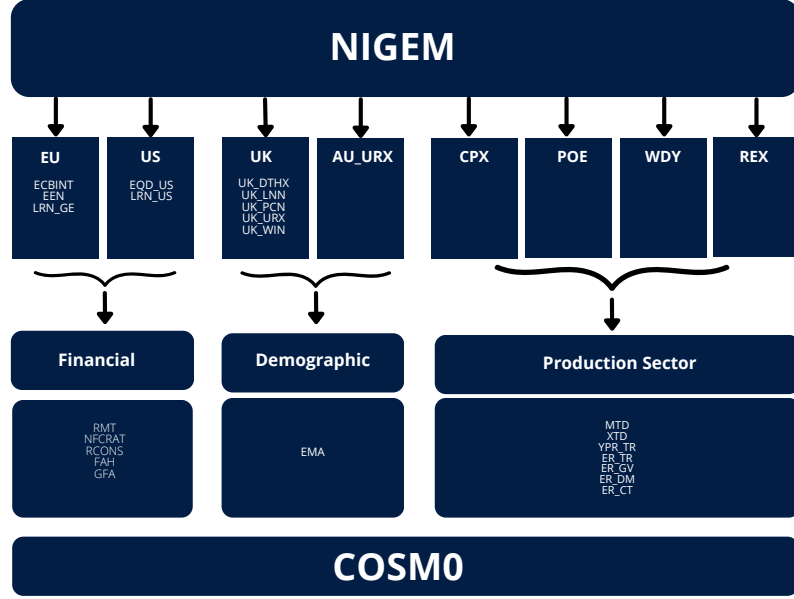 NIGEM
EU
ECBINT
EEN
LRN_GE
US
EQD_US
LRN_US
UK
UK_DTHX
UK_LNN
UK_PCN
UK_URX
UK_WIN
AU_URX
CPX
POE
WDY
REX
Financial
RMT
NFCRAT
RCONS
FAH
GFA
Demographic
EMA
Production Sector
MTD
XTD
YPR_TR
ER_TR
ER_GV
ER_DM
ER_CT
COSM0